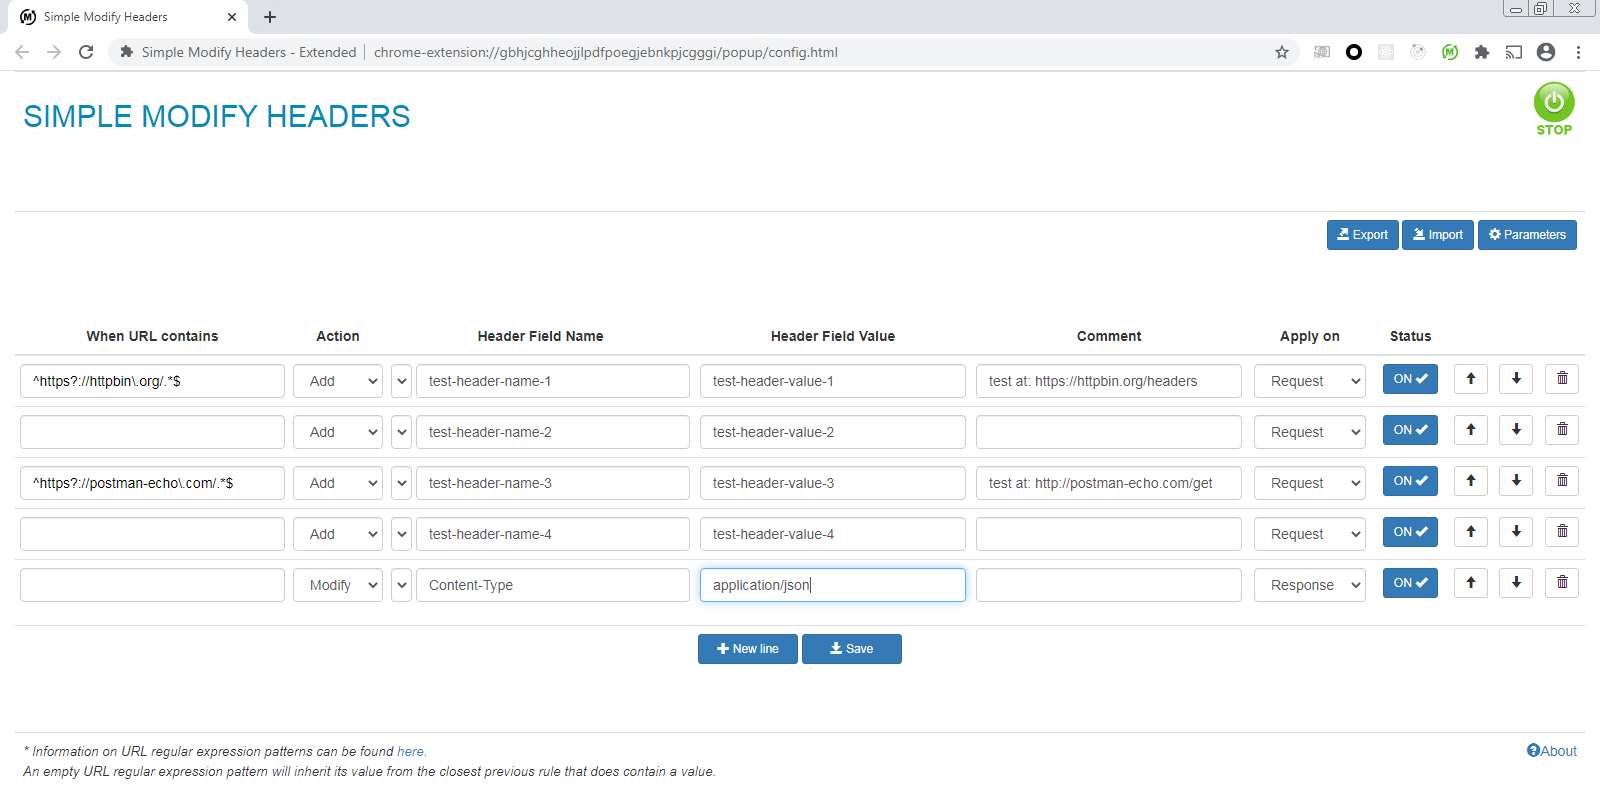 Simple Modify Headers
Simple Modify Headers - Extended chrome-extension://gbhjcghheojjlpdfpoegjebnkpjcgggi/popup/config.html
SIMPLE MODIFY HEADERS
STOP
Export Import Parameters
When URL contains Action Header Field Name Header Field Value Comment Apply on Status
^https?://httpbin\.org/.*$ Add test-header-name-1 test-header-value-1 test at: https://httpbin.org/headers Request ON
Add test-header-name-2 test-header-value-2 Request ON
^https?://postman-echo\.com/.*$ Add test-header-name-3 test-header-value-3 test at: http://postman-echo.com/get Request ON
Add test-header-name-4 test-header-value-4 Request ON
Modify Content-Type application/json Response ON
New line Save
* Information on URL regular expression patterns can be found here. About
An empty URL regular expression pattern will inherit its value from the closest previous rule that does contain a value.